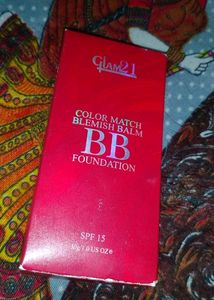 GLAM21
COLOR MATCH
BLEMISH BALM
BB
FOUNDATION
SPF 15